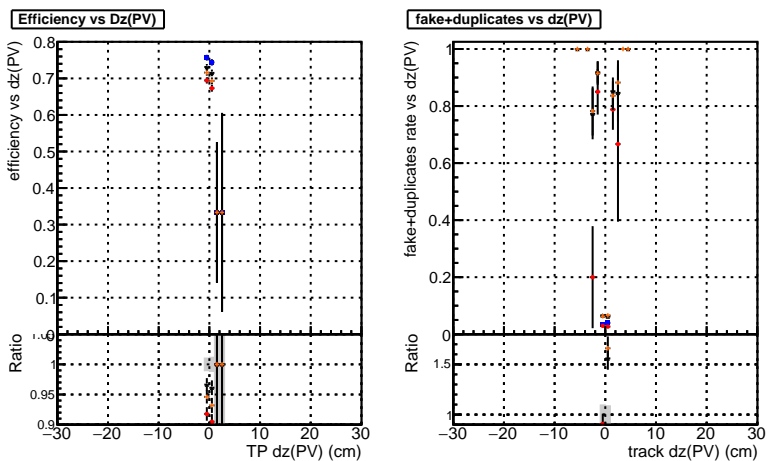 Efficiency vs Dz(PV)
efficiency vs dz(PV)
0.8
0.7
0.6
0.5
0.4
0.3
0.2
0.1
0
Ratio
1
0.95
0.9
−30 −20 −10 0 10 20 30
TP dz(PV) (cm)
fake+duplicates vs dz(PV)
fake+duplicates rate vs dz(PV)
1
0.8
0.6
0.4
0.2
0
Ratio
1.5
1
−30 −20 −10 0 10 20 30
track dz(PV) (cm)